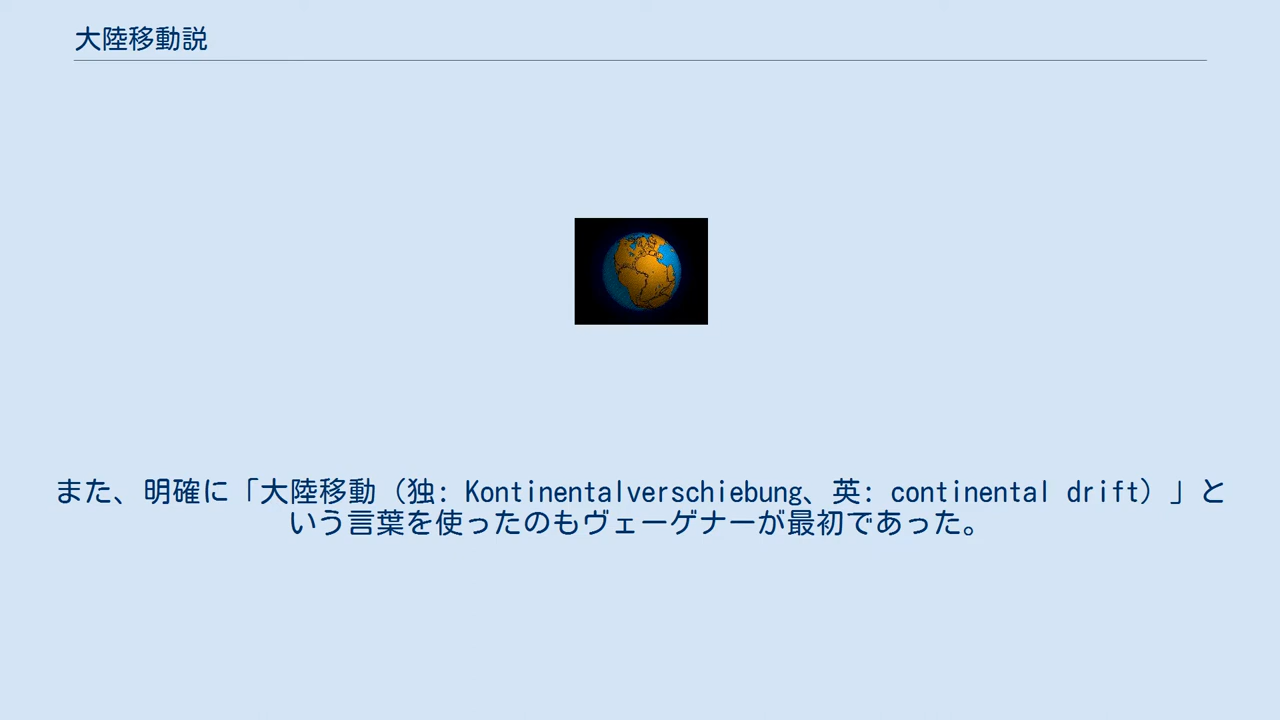 大陸移動説
また、明確に「大陸移動（独: Kontinentalverschiebung、英: continental drift）」と
いう言葉を使ったのもヴェーゲナーが最初であった。